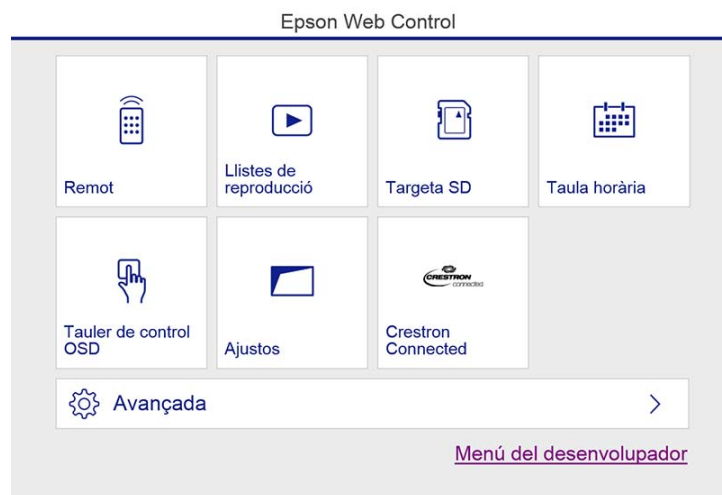 Epson Web Control
Remot
Llistes de
reproducció
Targeta SD
Taula horària
Tauler de control
OSD
Ajustos
CRESTRON
connected
Crestron
Connected
Avançada
Menú del desenvolupador